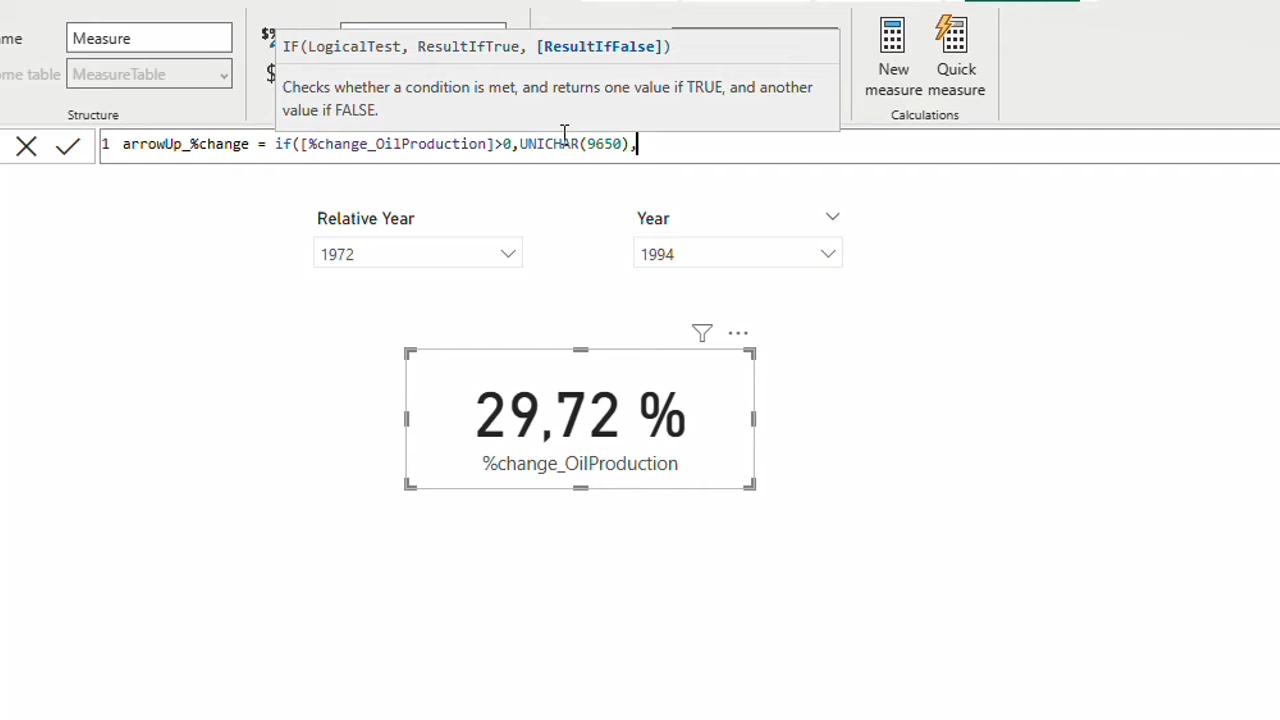 me
Measure
$%
IF(LogicalTest, ResultIfTrue, [ResultIfFalse])
ome table
MeasureTable
$
Checks whether a condition is met, and returns one value if TRUE, and another
value if FALSE.
New
measure
Quick
measure
Structure
Calculations
1 arrowUp_%change = if([%change_OilProduction]>0,UNICHAR(9650),
Relative Year
Year
1972
1994
29,72 %
%change_OilProduction